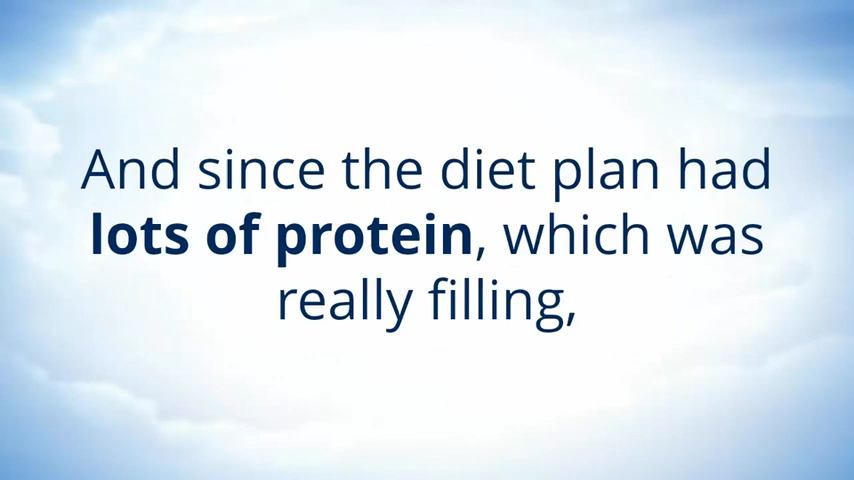 And since the diet plan had
lots of protein, which was
really filling,